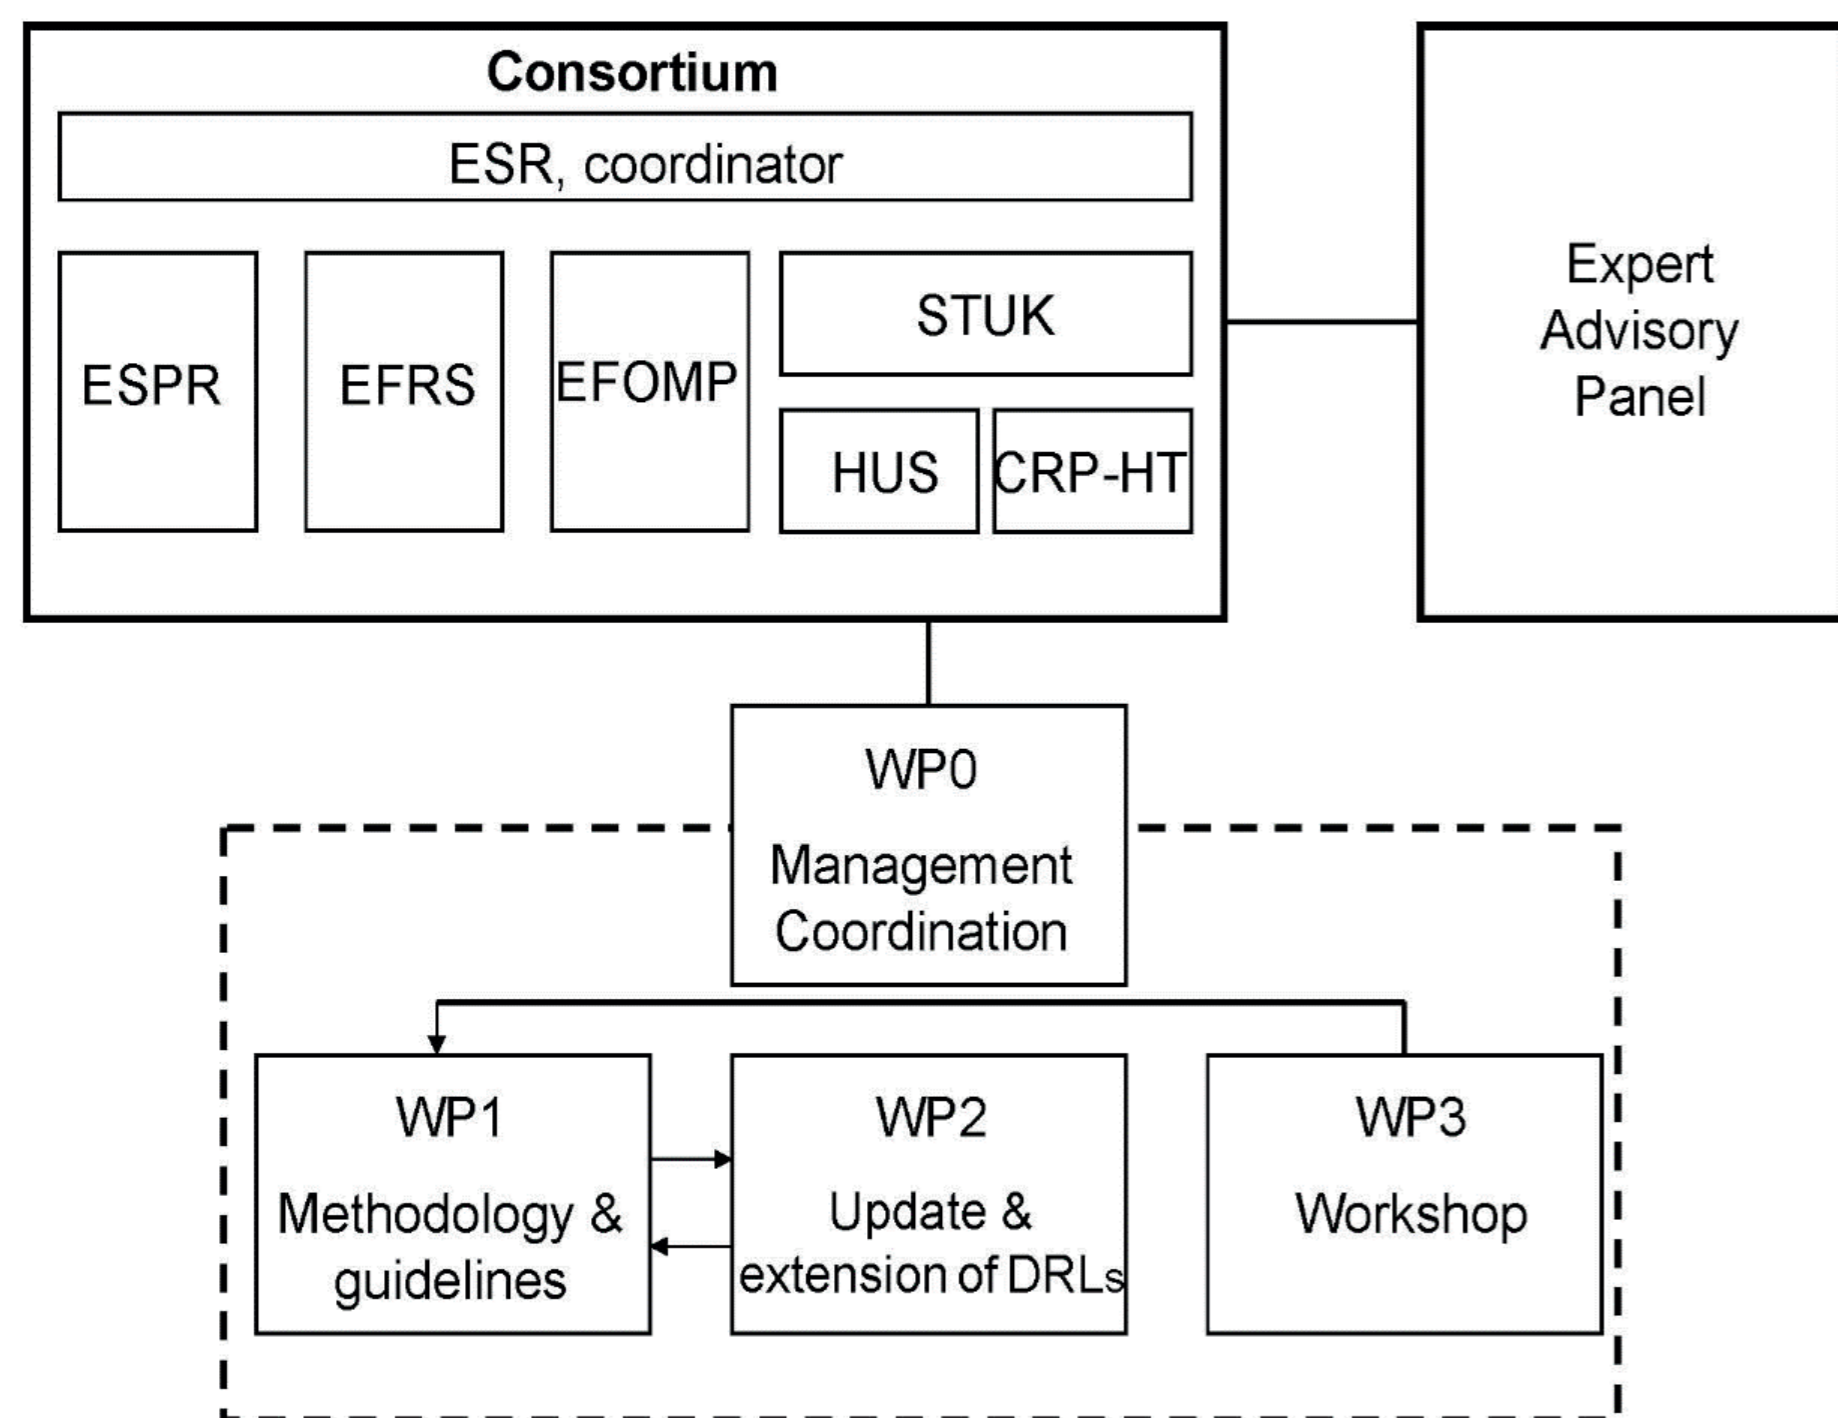 Consortium
ESR, coordinator
ESPR
EFRS
EFOMP
STUK
HUS
CRP-HT
Expert
Advisory
Panel
WP0
Management
Coordination
WP1
Methodology &
guidelines
WP2
Update &
extension of DRLs
WP3
Workshop